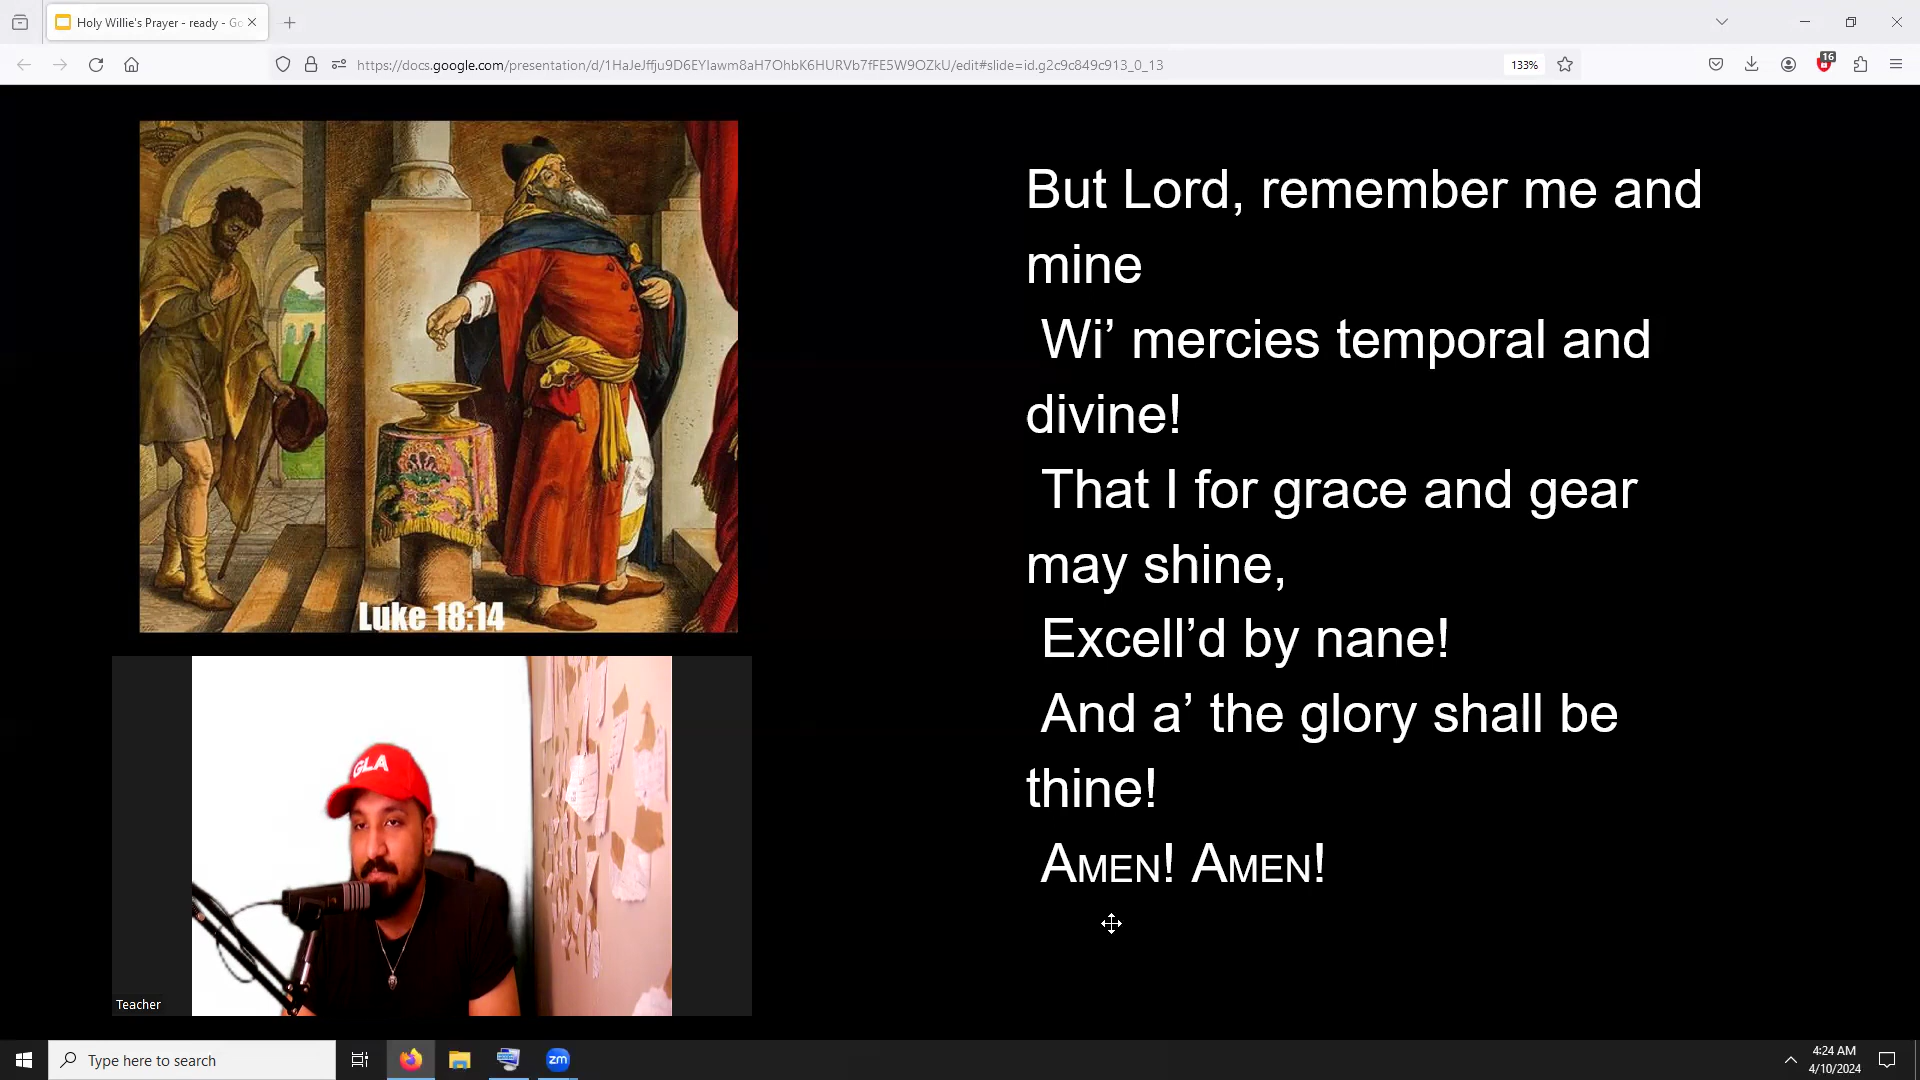 Holy Willie's Prayer - ready - Go
https://docs.google.com/presentation/d/1HaJeJffju9D6EYIawm8aH7OhbK6HURVb7fFE5W9OZkU/edit#slide=id.g2c9c849c913_0_13
133%
16
Luke 18:14
But Lord, remember me and
mine
Wi’ mercies temporal and
divine!
That I for grace and gear
may shine,
Excell’d by nane!
And a’ the glory shall be
thine!
AMEN! AMEN!
GLA
Teacher
Type here to search
zm
4:24 AM
4/10/2024